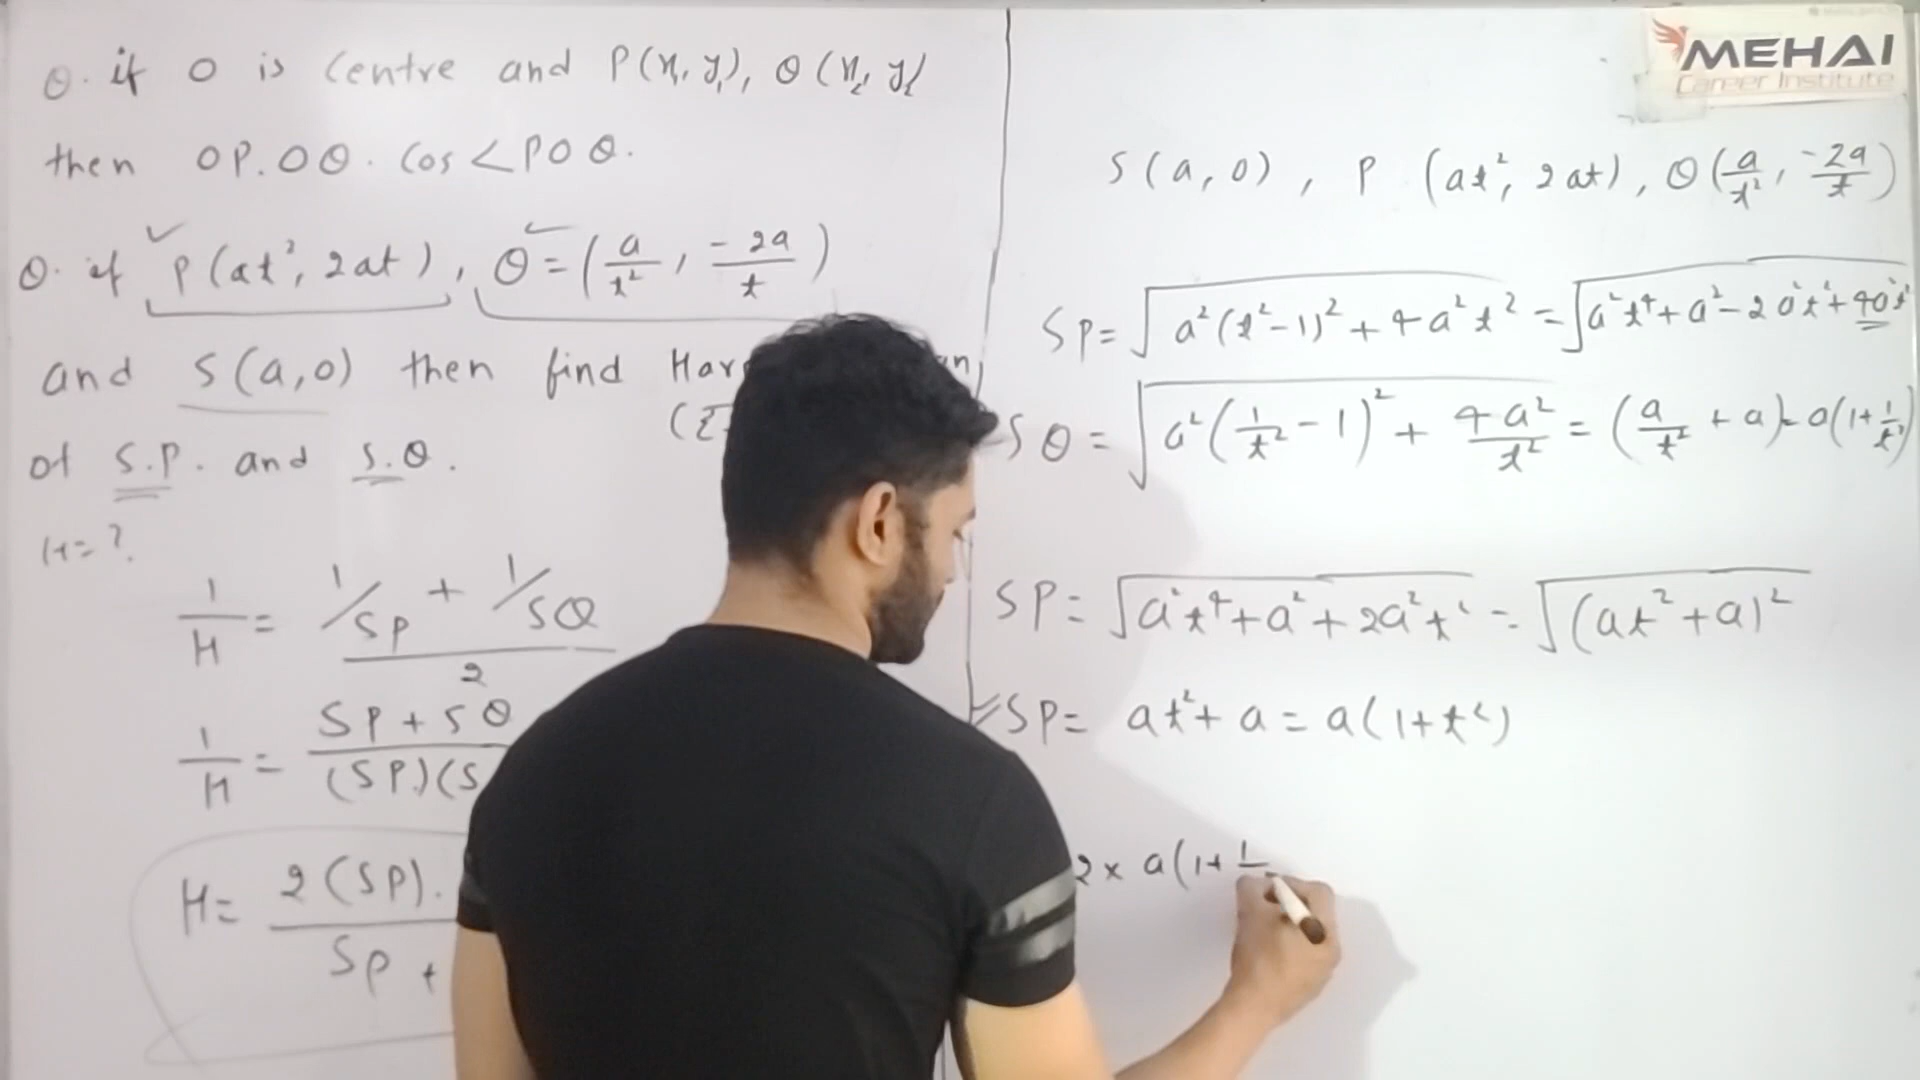 Q. if O is Centre and P(x₁, y₁), Q(x₂, y₂
then OP. OQ. Cos <POQ.
Q. if P(at², 2at), Q = (a/t², -2a/t)
and S(a,0) then find Har
of S.P. and S.Q.
H=?
1/H = (1/SP + 1/SQ)/2
1/H = (SP + SQ)/((SP)(S
H = 2(SP).
SP +
MEHAI
Career Institute
S(a,0), P (at², 2at), Q(a/t², -2a/t)
SP = √(a²(t²-1)² + 4a²t²) = √(a²t⁴ + a² - 2a²t² + 4a²t²)
SQ = √(a²(1/t² - 1)² + 4a²/t²) = (a/t² + a) = a(1+1/t²)
SP = √(a²t⁴ + a² + 2a²t²) = √((at² + a)²)
SP = at² + a = a(1+t²)
2 × a(1+1